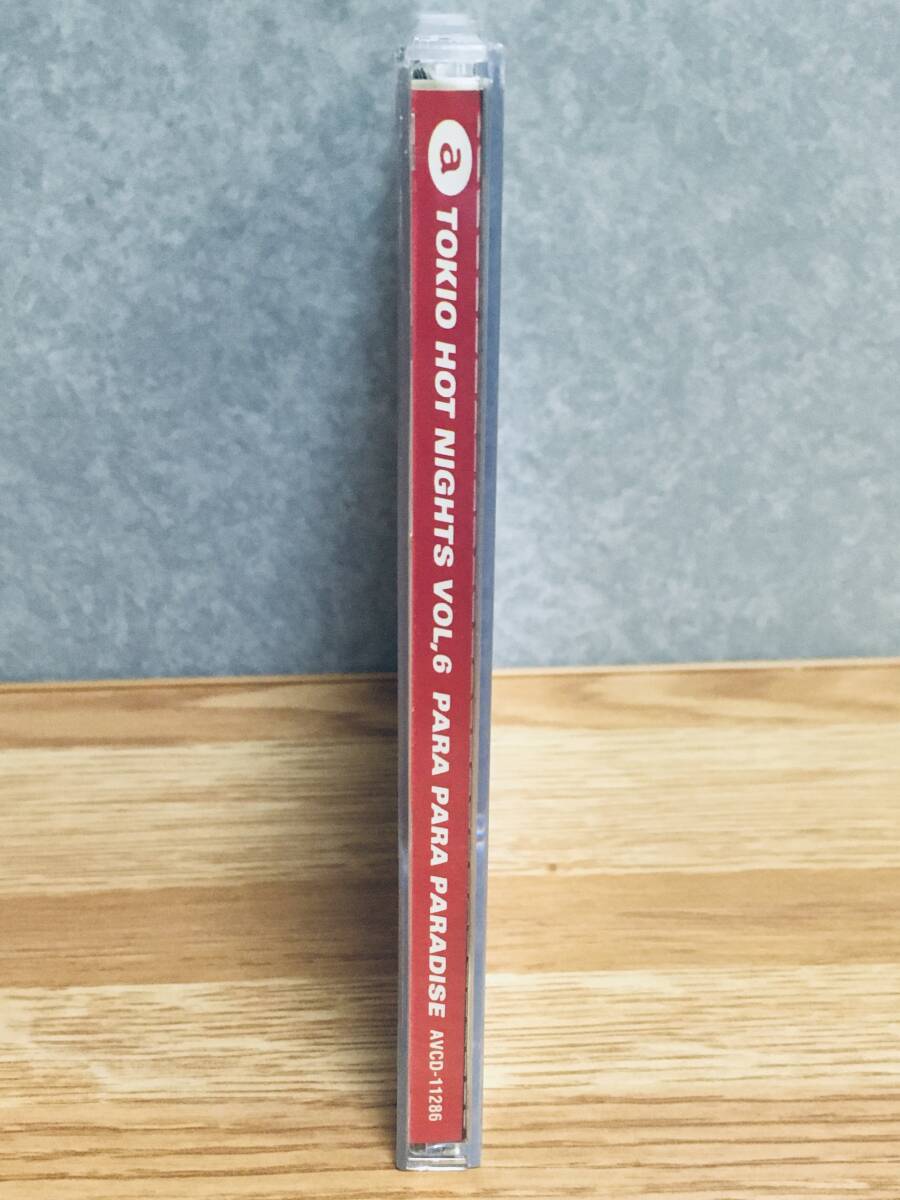 a TOKIO HOT NIGHTS VOL,6 PARA PARA PARADISE AVCD-11286